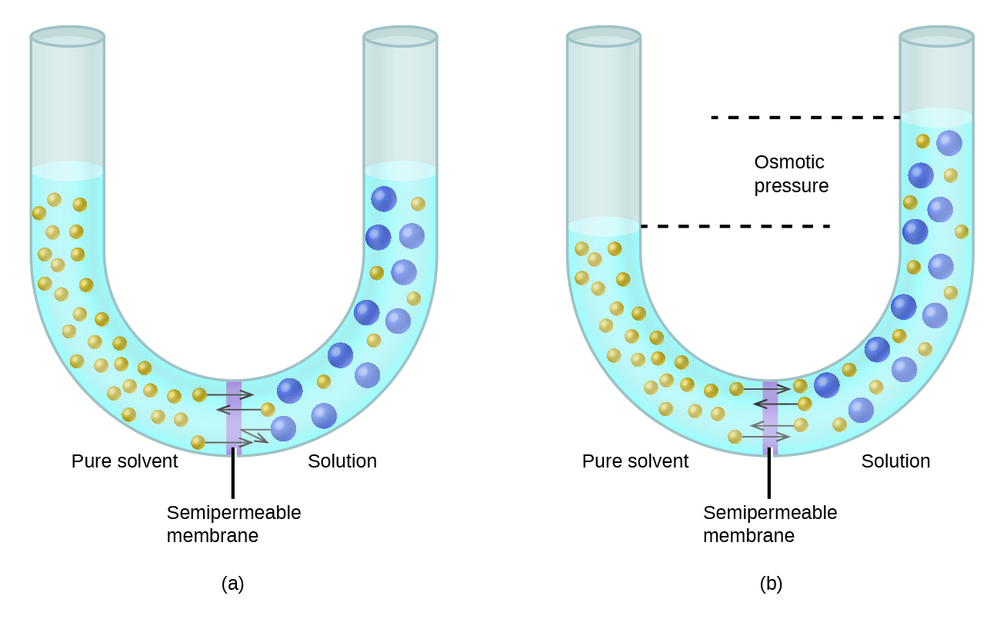 Osmotic
pressure
Pure solvent
Solution
Semipermeable
membrane
(a)
Pure solvent
Solution
Semipermeable
membrane
(b)